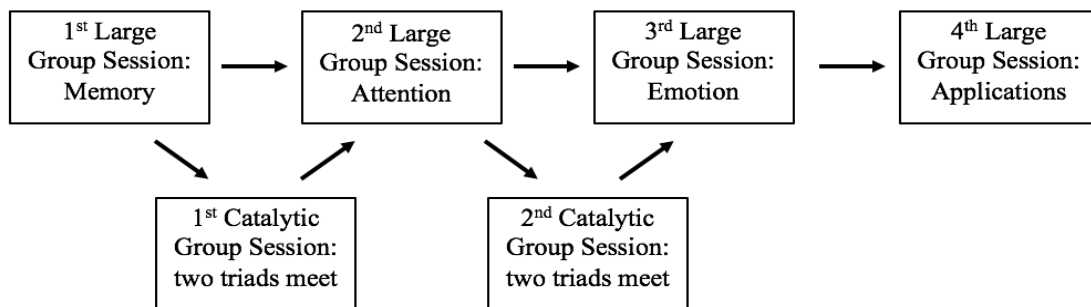 1st Large
Group Session:
Memory
2nd Large
Group Session:
Attention
3rd Large
Group Session:
Emotion
4th Large
Group Session:
Applications
1st Catalytic
Group Session:
two triads meet
2nd Catalytic
Group Session:
two triads meet